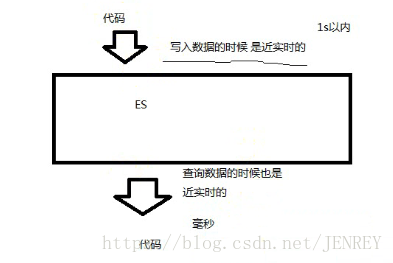 代码
1s以内
写入数据的时候 是近实时的
ES
查询数据的时候也是
近实时的
毫秒
代码
https://blog.csdn.net/JENREY